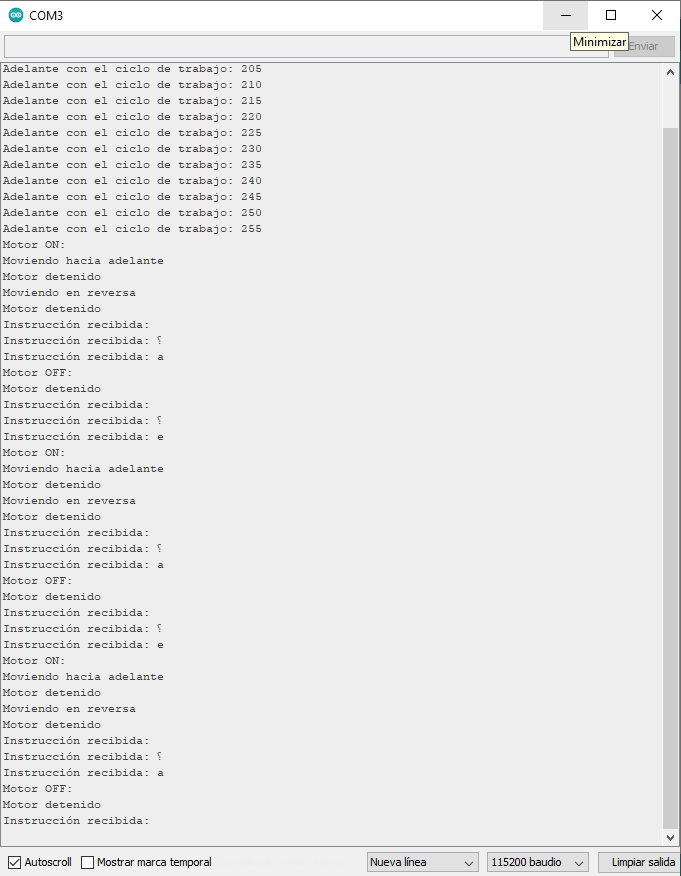 COM3
Minimizar
Enviar
Adelante con el ciclo de trabajo: 205
Adelante con el ciclo de trabajo: 210
Adelante con el ciclo de trabajo: 215
Adelante con el ciclo de trabajo: 220
Adelante con el ciclo de trabajo: 225
Adelante con el ciclo de trabajo: 230
Adelante con el ciclo de trabajo: 235
Adelante con el ciclo de trabajo: 240
Adelante con el ciclo de trabajo: 245
Adelante con el ciclo de trabajo: 250
Adelante con el ciclo de trabajo: 255
Motor ON:
Moviendo hacia adelante
Motor detenido
Moviendo en reversa
Motor detenido
Instrucción recibida:
Instrucción recibida: ⸮
Instrucción recibida: a
Motor OFF:
Motor detenido
Instrucción recibida:
Instrucción recibida: ⸮
Instrucción recibida: e
Motor ON:
Moviendo hacia adelante
Motor detenido
Moviendo en reversa
Motor detenido
Instrucción recibida:
Instrucción recibida: ⸮
Instrucción recibida: a
Motor OFF:
Motor detenido
Instrucción recibida:
Instrucción recibida: ⸮
Instrucción recibida: e
Motor ON:
Moviendo hacia adelante
Motor detenido
Moviendo en reversa
Motor detenido
Instrucción recibida:
Instrucción recibida: ⸮
Instrucción recibida: a
Motor OFF:
Motor detenido
Instrucción recibida:
Autoscroll Mostrar marca temporal Nueva línea 115200 baudio Limpiar salida